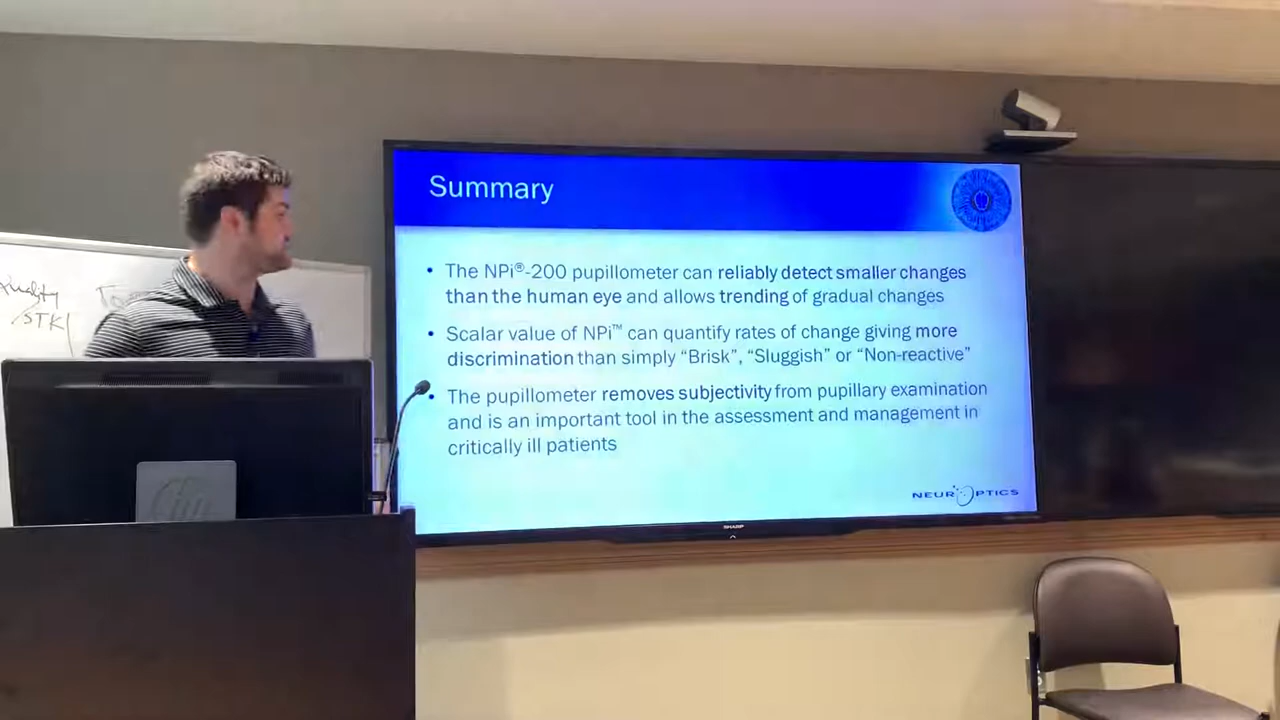 Summary
• The NPi®-200 pupillometer can reliably detect smaller changes
than the human eye and allows trending of gradual changes
• Scalar value of NPi™ can quantify rates of change giving more
discrimination than simply “Brisk”, “Sluggish” or “Non-reactive”
• The pupillometer removes subjectivity from pupillary examination
and is an important tool in the assessment and management in
critically ill patients
NEUROPTICS
SHARP
Quality
/STK